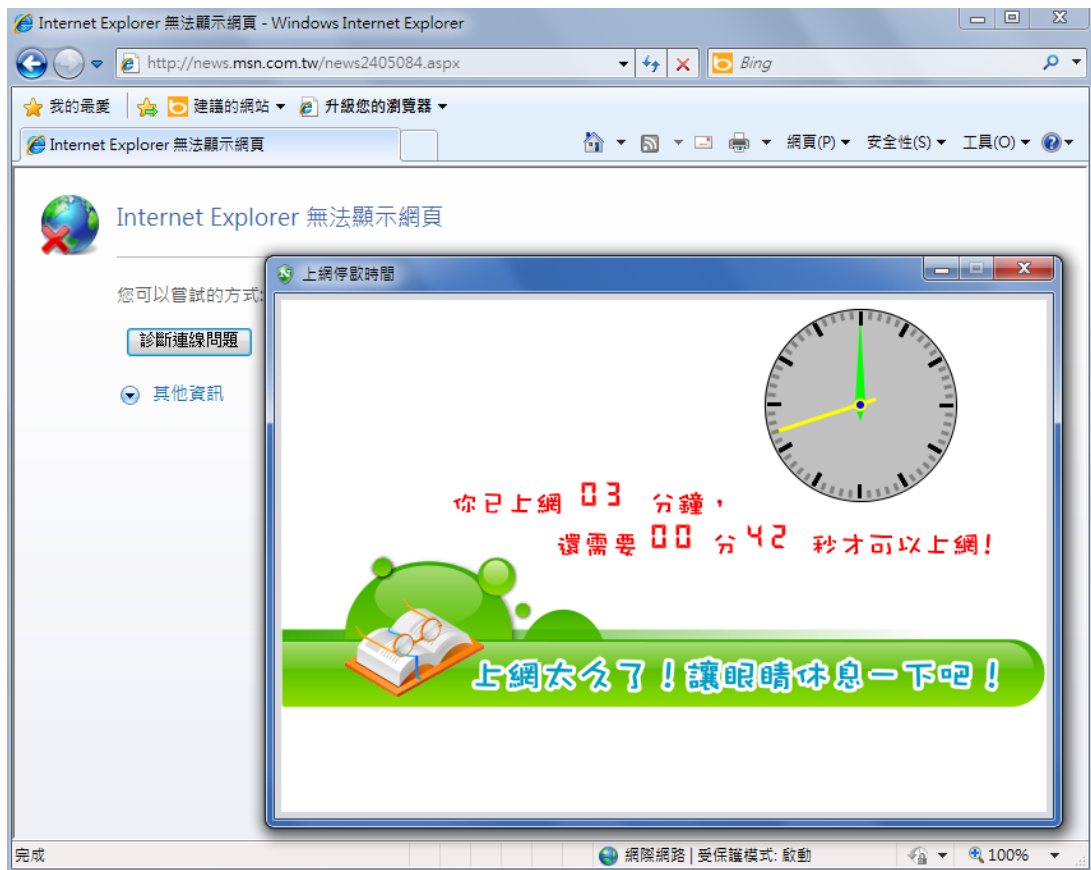 Internet Explorer 無法顯示網頁 - Windows Internet Explorer
http://news.msn.com.tw/news2405084.aspx
Bing
我的最愛 建議的網站 升級您的瀏覽器
Internet Explorer 無法顯示網頁
網頁(P) 安全性(S) 工具(O)
Internet Explorer 無法顯示網頁
您可以嘗試的方式:
診斷連線問題
其他資訊
上網停歇時間
你已上網 03 分鐘，
還需要 00 分 42 秒才可以上網!
上網太久了！讓眼睛休息一下吧！
完成
網際網路 | 受保護模式: 啟動
100%